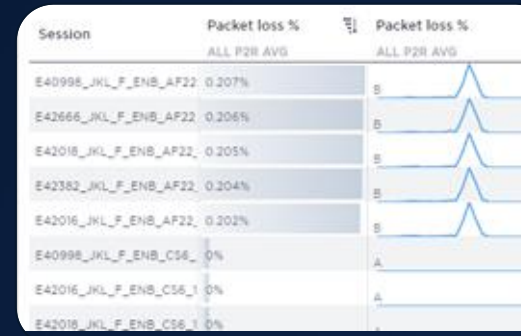 Session Packet loss % Packet loss %
ALL P2R AVG ALL P2R AVG
E40998_JKL_F_ENB_AF22 0.207% B
E42666_JKL_F_ENB_AF22 0.206% B
E42018_JKL_F_ENB_AF22_ 0.205% B
E42382_JKL_F_ENB_AF22_ 0.204% B
E42016_JKL_F_ENB_AF22_ 0.202% B
E40998_JKL_F_ENB_CS6_ 0% A
E42016_JKL_F_ENB_CS6_1 0% A
E42018_JKL_F_ENB_CS6_1 0%